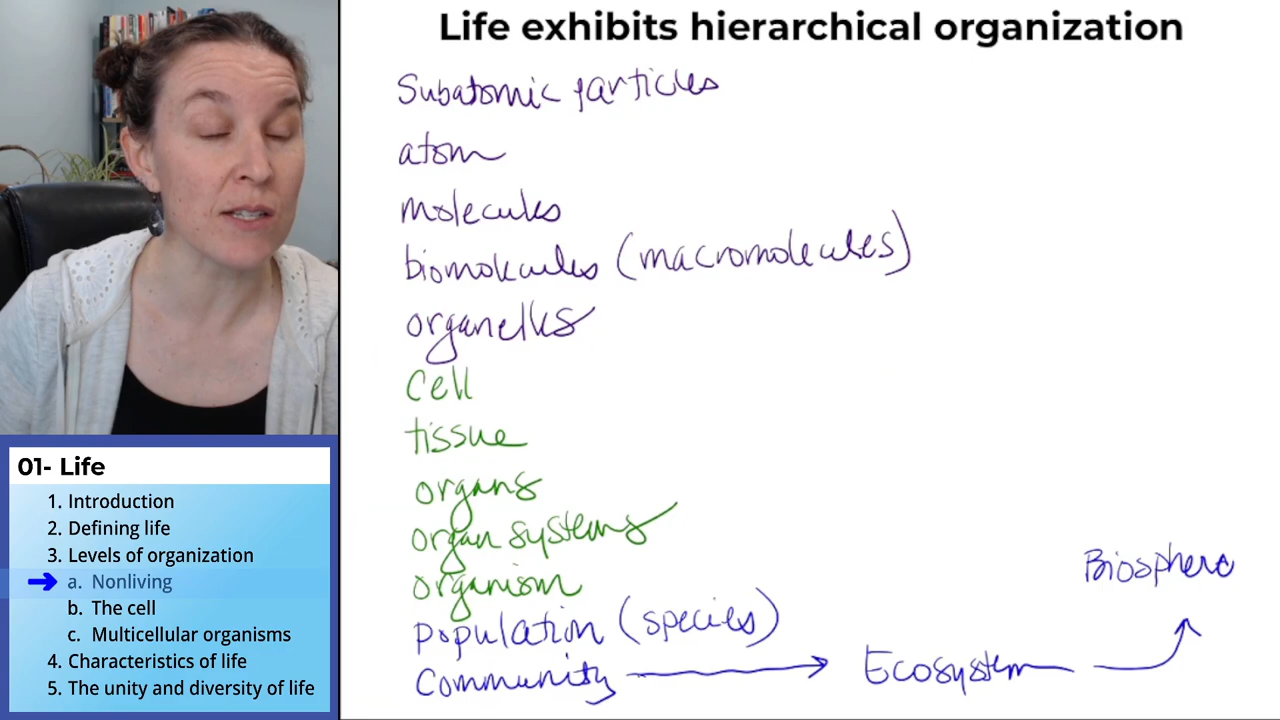 Life exhibits hierarchical organization
Subatomic particles
atom
molecules
biomolecules (macromolecules)
organelles
Cell
tissue
organs
organ systems
organism
population (species)
Community → Ecosystem → Biosphere
01- Life
1. Introduction
2. Defining life
3. Levels of organization
a. Nonliving
b. The cell
c. Multicellular organisms
4. Characteristics of life
5. The unity and diversity of life